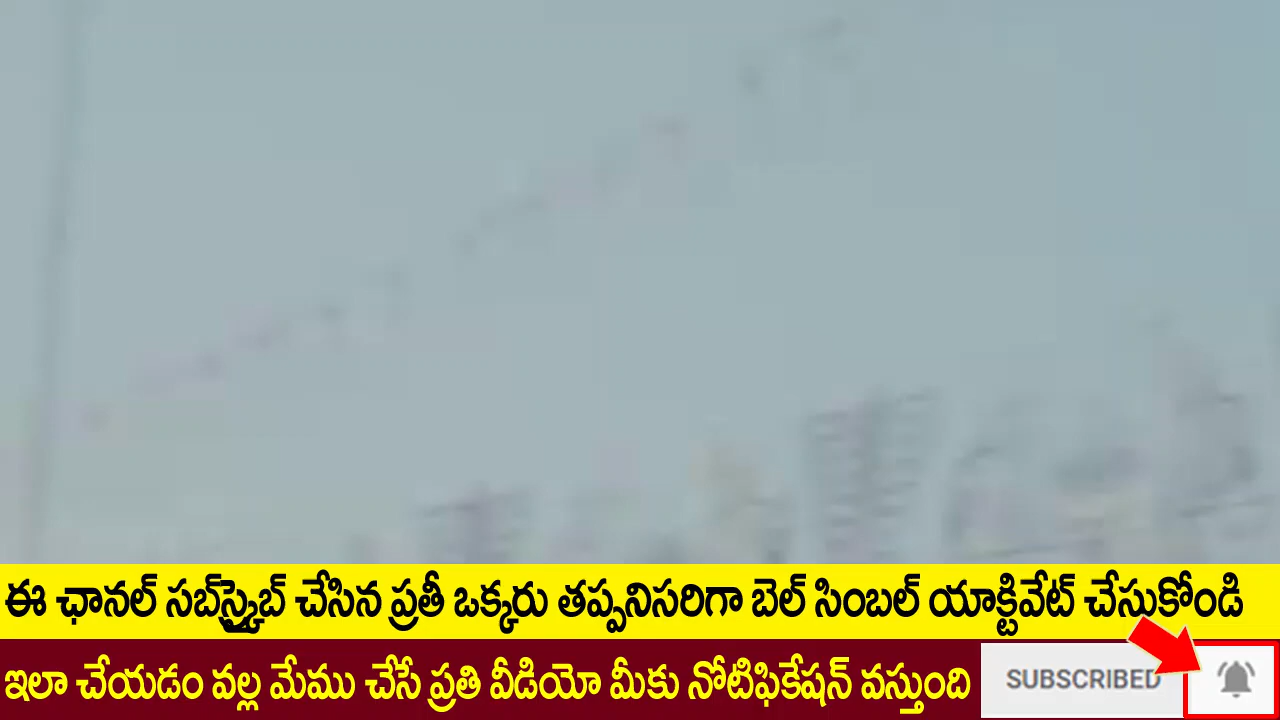 ఈ ఛానల్ సబ్‌స్క్రైబ్ చేసిన ప్రతీ ఒక్కరు తప్పనిసరిగా బెల్ సింబల్ యాక్టివేట్ చేసుకోండి
ఇలా చేయడం వల్ల మేము చేసే ప్రతి వీడియో మీకు నోటిఫికేషన్ వస్తుంది SUBSCRIBED